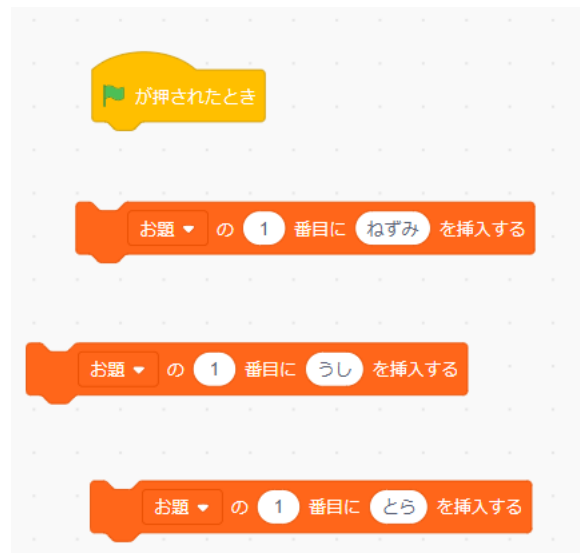 が押されたとき
お題 の 1 番目に ねずみ を挿入する
お題 の 1 番目に うし を挿入する
お題 の 1 番目に とら を挿入する